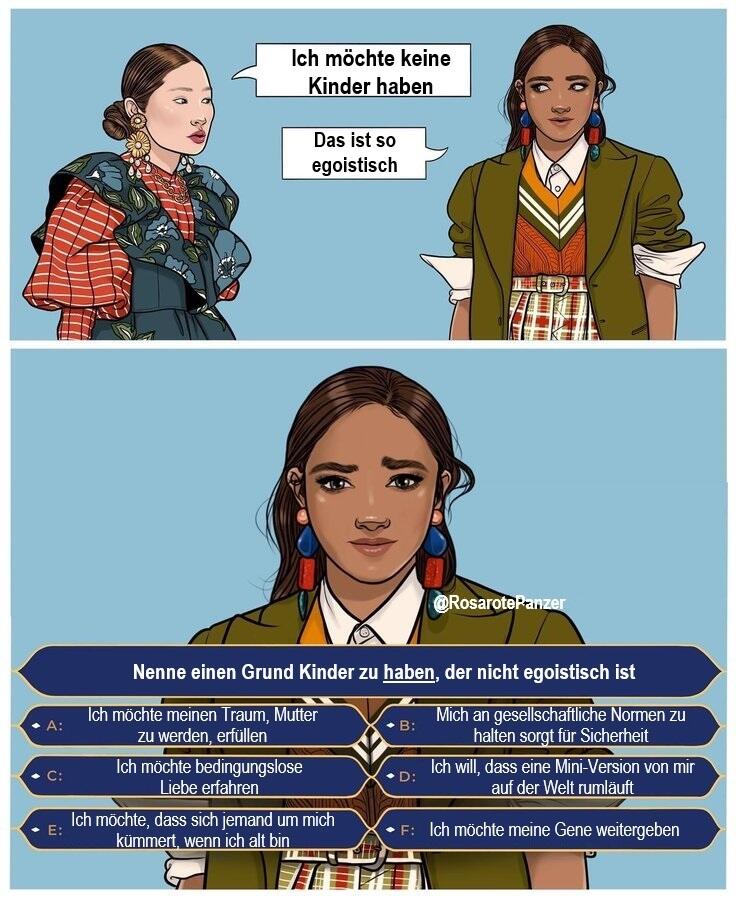 Ich möchte keine
Kinder haben
Das ist so
egoistisch
@RosarotePanzer
Nenne einen Grund Kinder zu haben, der nicht egoistisch ist
A: Ich möchte meinen Traum, Mutter
zu werden, erfüllen
B: Mich an gesellschaftliche Normen zu
halten sorgt für Sicherheit
C: Ich möchte bedingungslose
Liebe erfahren
D: Ich will, dass eine Mini-Version von mir
auf der Welt rumläuft
E: Ich möchte, dass sich jemand um mich
kümmert, wenn ich alt bin
F: Ich möchte meine Gene weitergeben